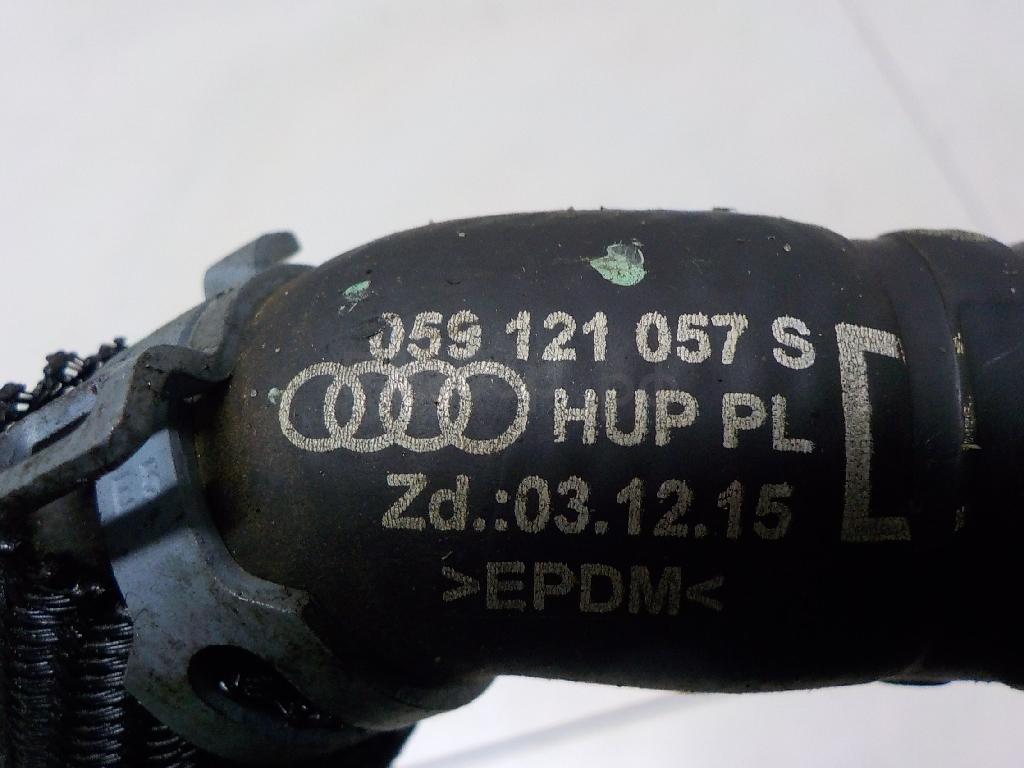 059 121 057 S
HUP PL
Zd.:03.12.15
>EPDM<